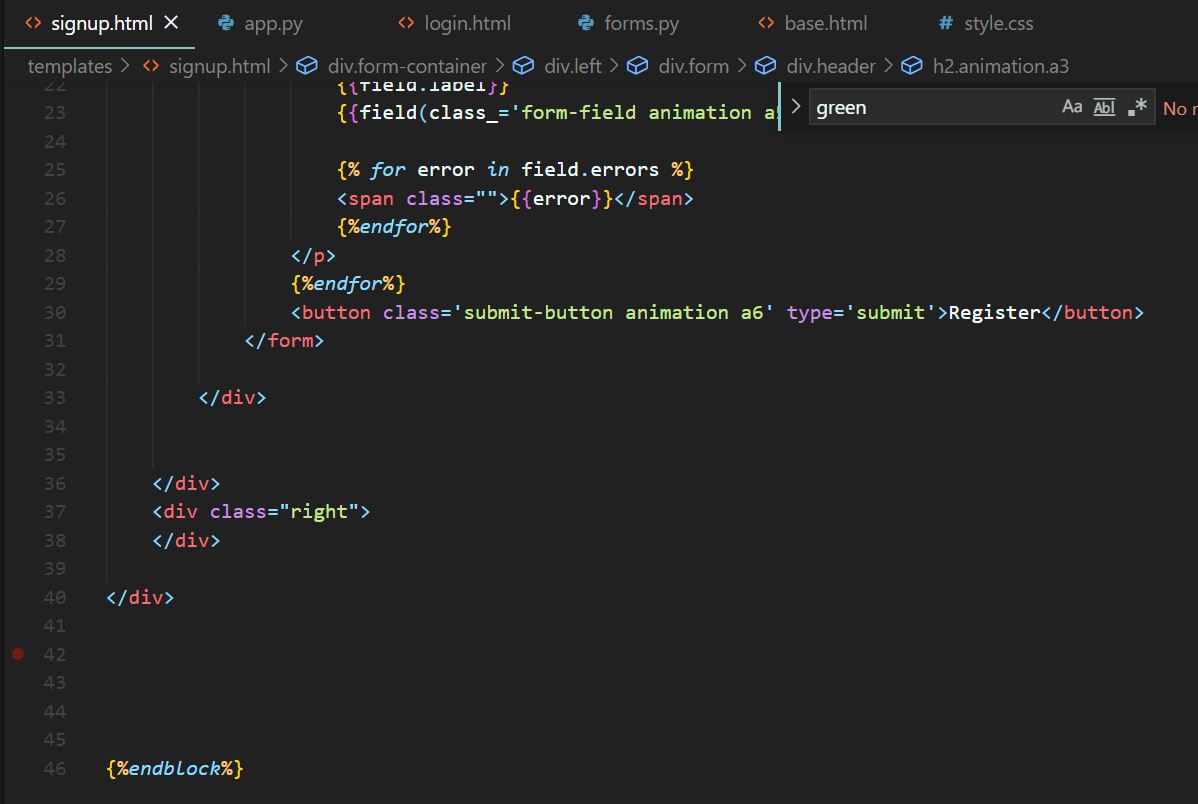 signup.html app.py login.html forms.py base.html # style.css
templates > signup.html > div.form-container > div.left > div.form > div.header > h2.animation.a3
22 {{field.label}}
green Aa Abl .* No r
23 {{field(class_='form-field animation a
24
25 {% for error in field.errors %}
26 <span class="">{{error}}</span>
27 {%endfor%}
28 </p>
29 {%endfor%}
30 <button class='submit-button animation a6' type='submit'>Register</button>
31 </form>
32
33 </div>
34
35
36 </div>
37 <div class="right">
38 </div>
39
40 </div>
41
42
43
44
45
46 {%endblock%}